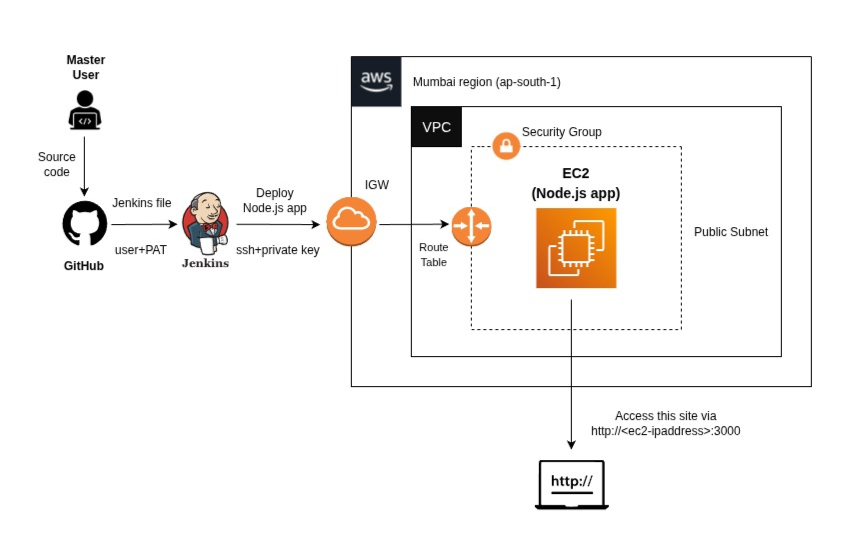 Master
User
Source
code
GitHub
Jenkins file
user+PAT
Jenkins
Deploy
Node.js app
ssh+private key
IGW
aws
Mumbai region (ap-south-1)
VPC
Security Group
Route
Table
EC2
(Node.js app)
Public Subnet
Access this site via
http://<ec2-ipaddress>:3000
http://